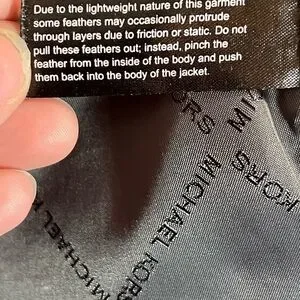 Due to the lightweight nature of this garment
some feathers may occasionally protrude
through layers due to friction or static. Do not
pull these feathers out; instead, pinch the
feather from the inside of the body and push
them back into the body of the jacket.
KORS
MI
MICHAEL KORS
KORS
MICHAEL K